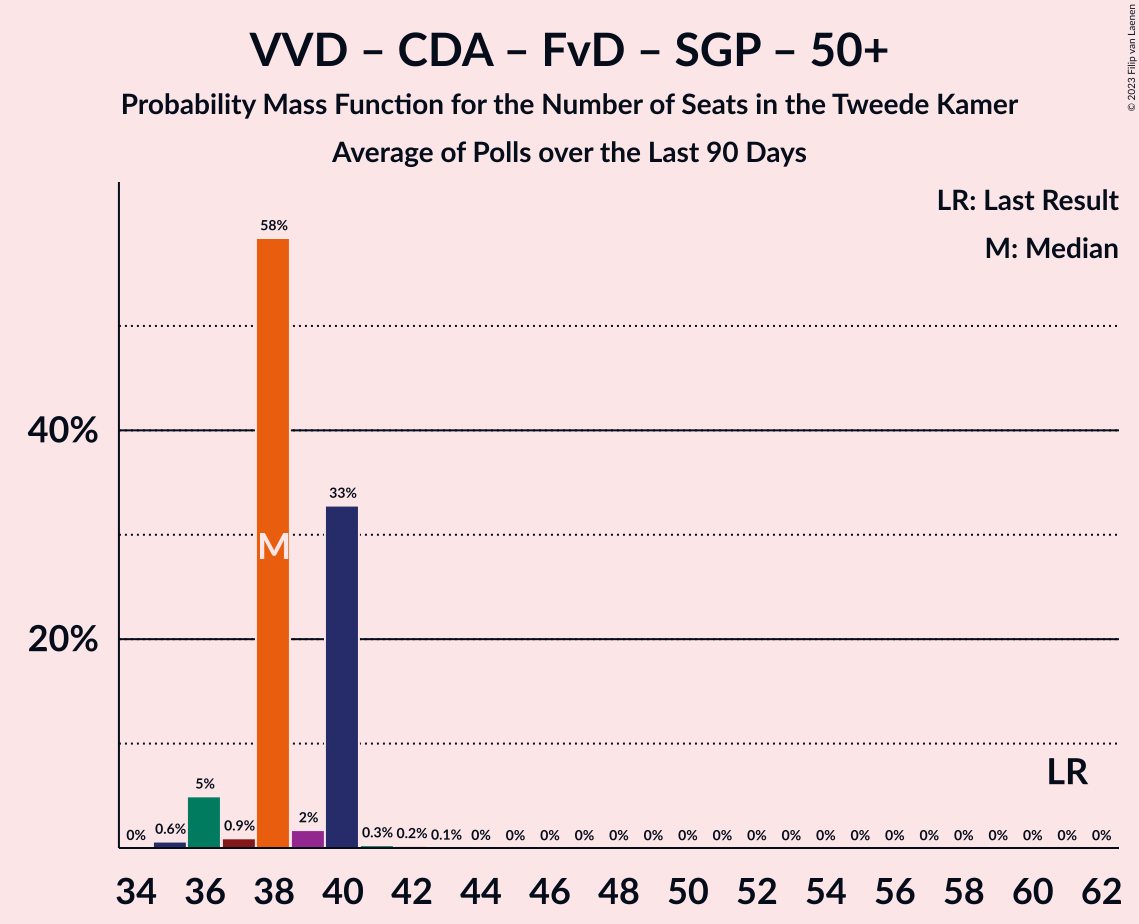 VVD – CDA – FvD – SGP – 50+
Probability Mass Function for the Number of Seats in the Tweede Kamer
Average of Polls over the Last 90 Days
© 2023 Filip van Laenen
LR: Last Result
M: Median
58%
40%
33%
M
20%
LR
5%
0% 0.6% 0.9% 2% 0.3% 0.2% 0.1% 0% 0% 0% 0% 0% 0% 0% 0% 0% 0% 0% 0% 0% 0% 0% 0% 0% 0% 0%
34 36 38 40 42 44 46 48 50 52 54 56 58 60 62